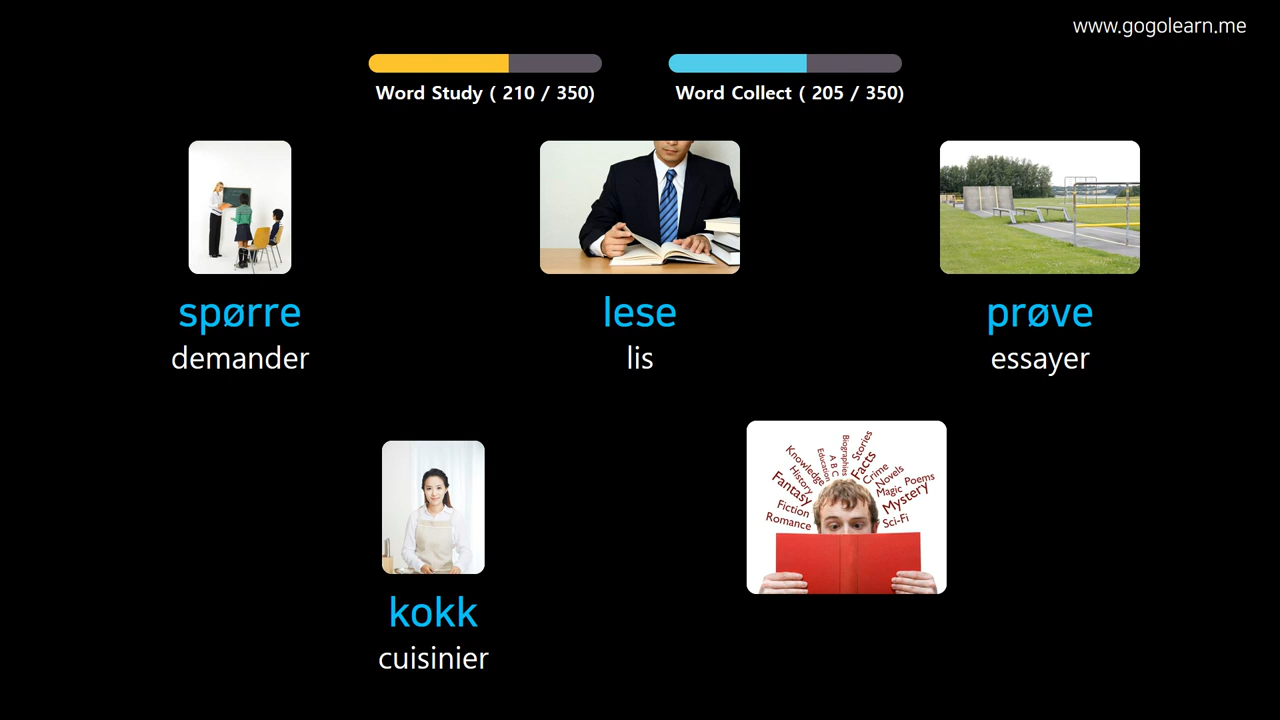 www.gogolearn.me
Word Study ( 210 / 350)
Word Collect ( 205 / 350)
spørre
demander
lese
lis
prøve
essayer
kokk
cuisinier
Stories
Biographies
Facts
A B C
Education
Crime
Knowledge
Novels
History
Poems
Magic
Fantasy
Mystery
Fiction
Sci-Fi
Romance